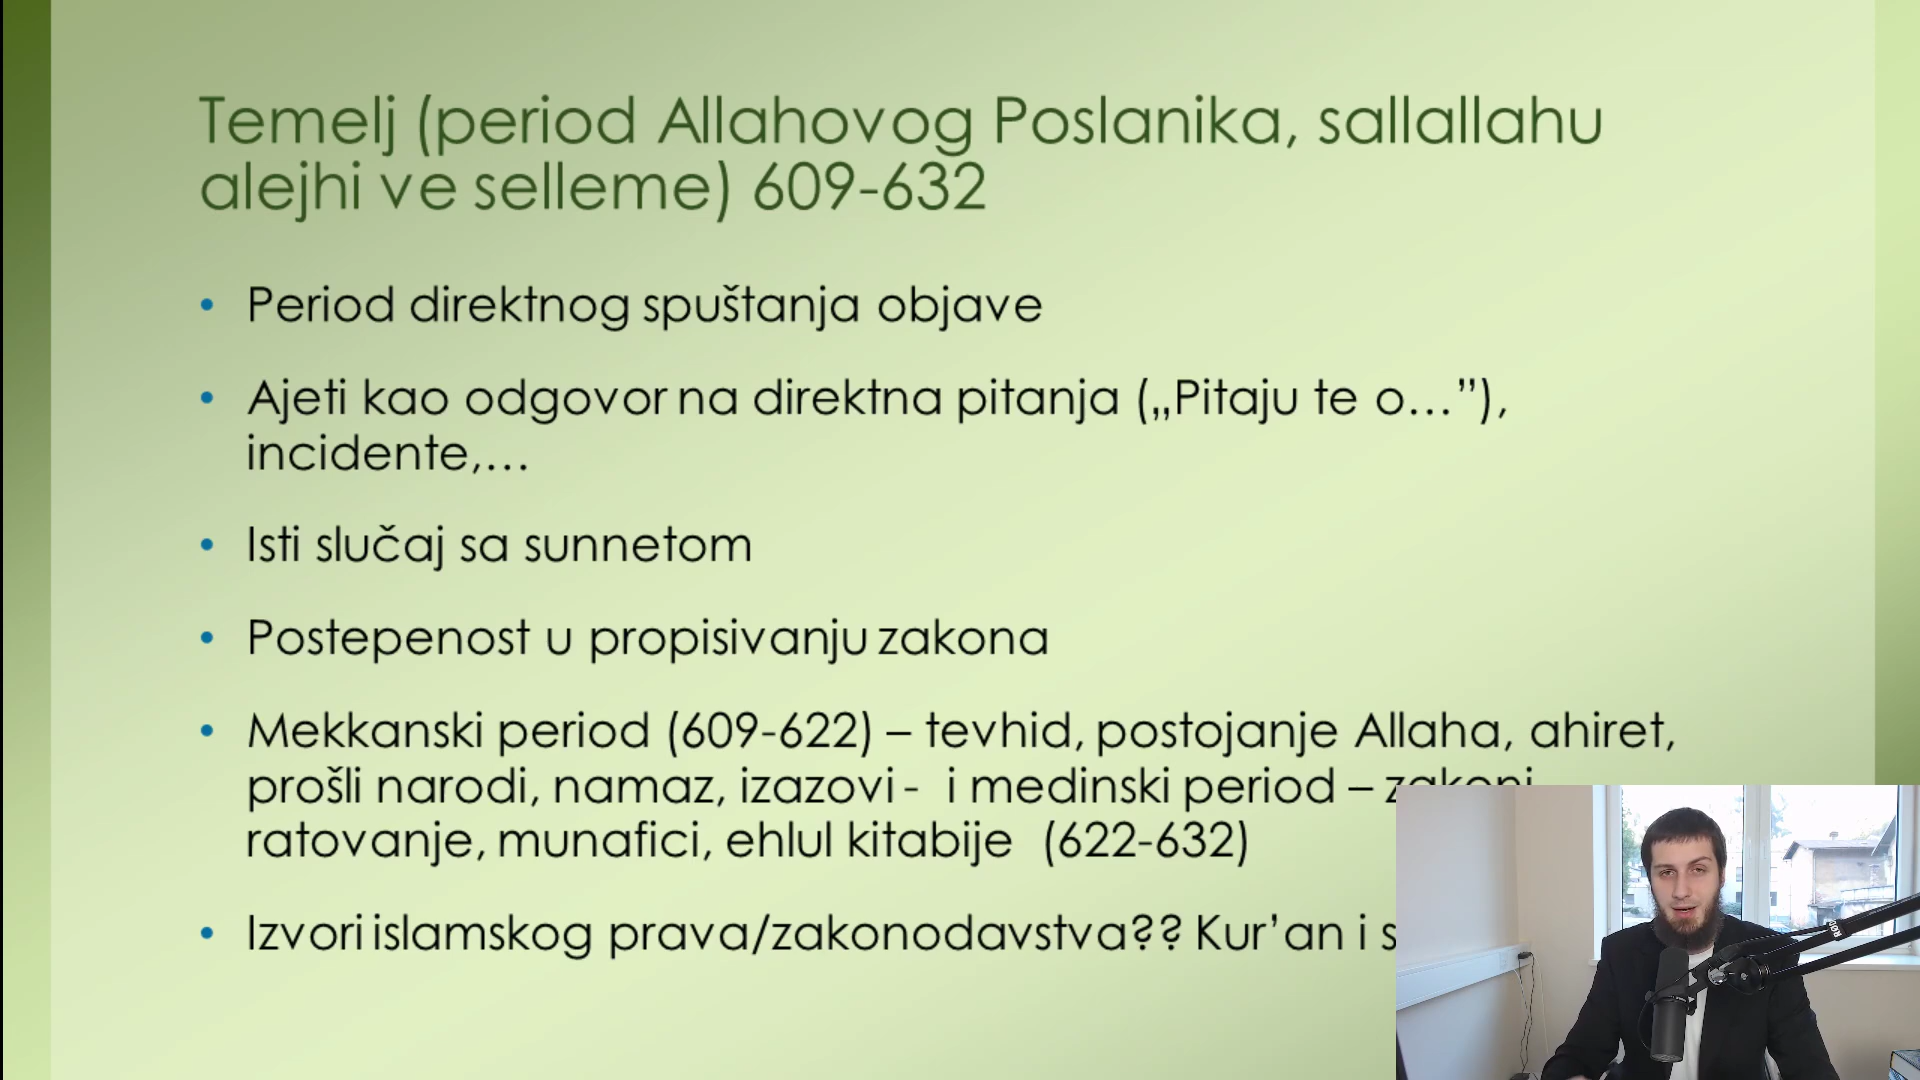 Temelj (period Allahovog Poslanika, sallallahu
alejhi ve selleme) 609-632
• Period direktnog spuštanja objave
• Ajeti kao odgovor na direktna pitanja („Pitaju te o…”),
incidente,…
• Isti slučaj sa sunnetom
• Postepenost u propisivanju zakona
• Mekkanski period (609-622) – tevhid, postojanje Allaha, ahiret,
prošli narodi, namaz, izazovi - i medinski period – zakoni
ratovanje, munafici, ehlul kitabije (622-632)
• Izvori islamskog prava/zakonodavstva?? Kur’an i